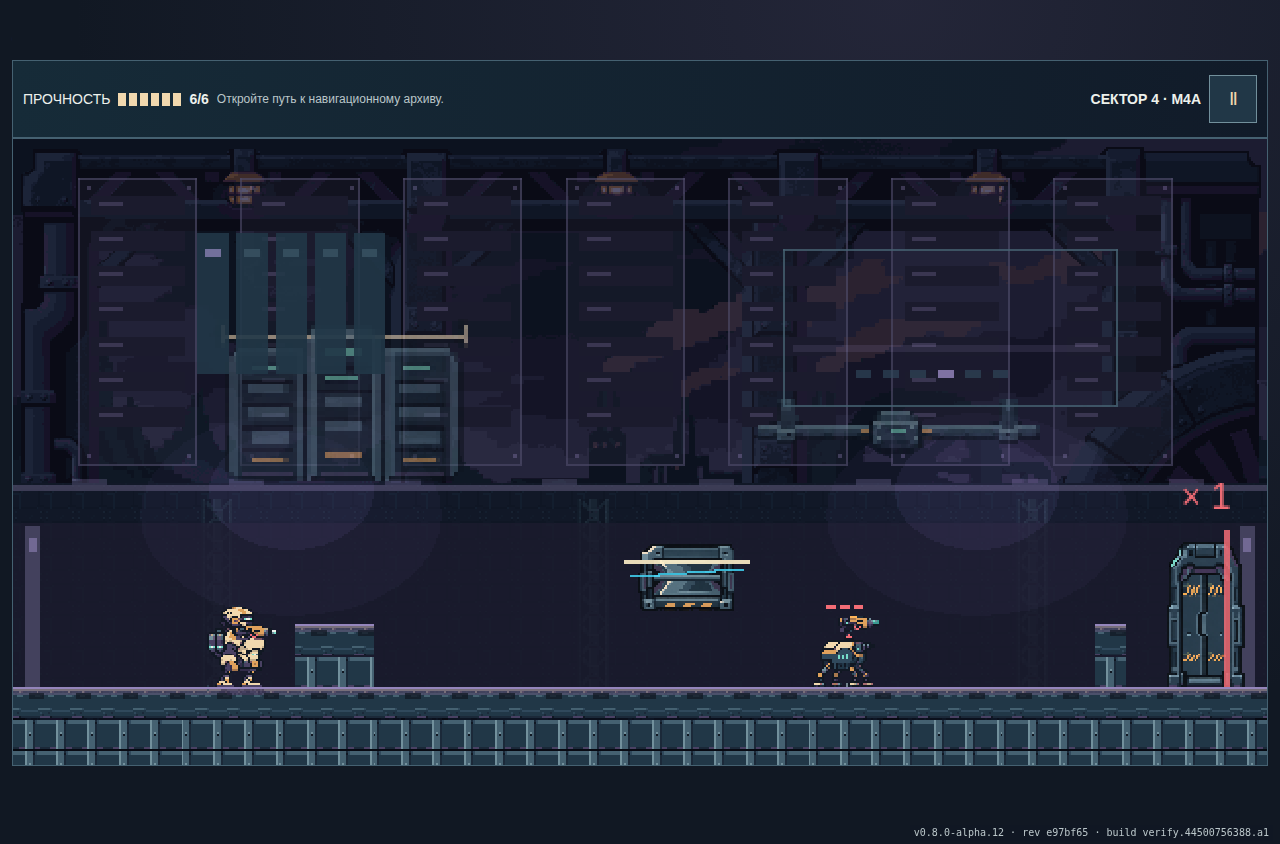 ПРОЧНОСТЬ 6/6 Откройте путь к навигационному архиву. СЕКТОР 4 · М4А
× 1
v0.8.0-alpha.12 · rev e97bf65 · build verify.44500756388.a1